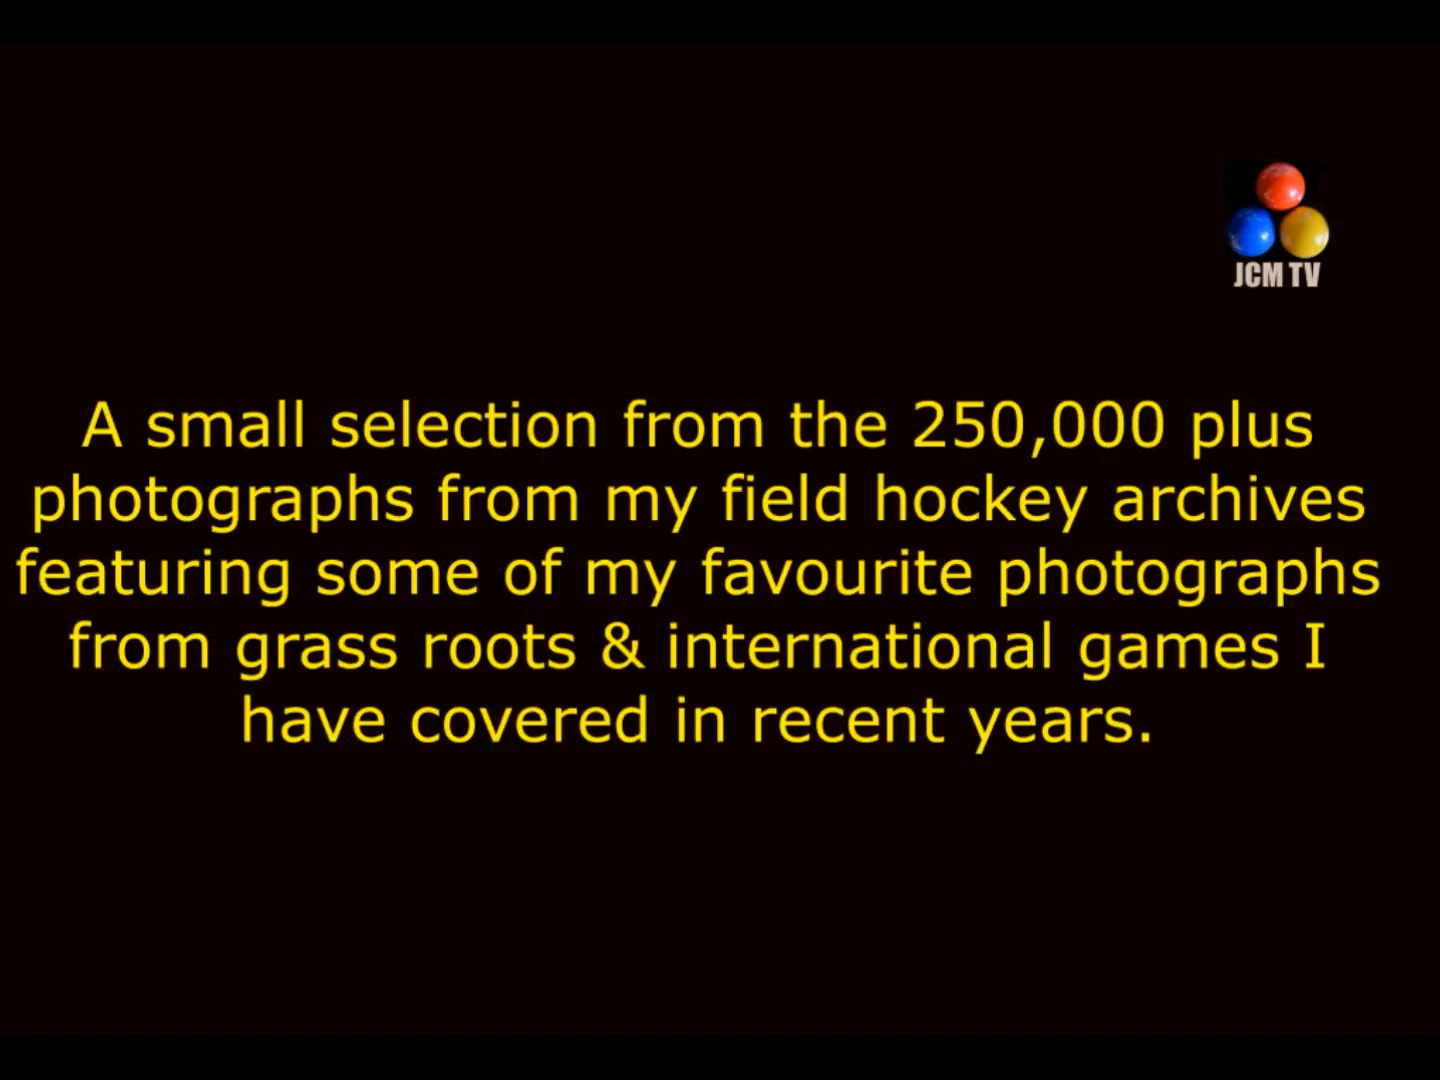 JCM TV
A small selection from the 250,000 plus
photographs from my field hockey archives
featuring some of my favourite photographs
from grass roots & international games I
have covered in recent years.